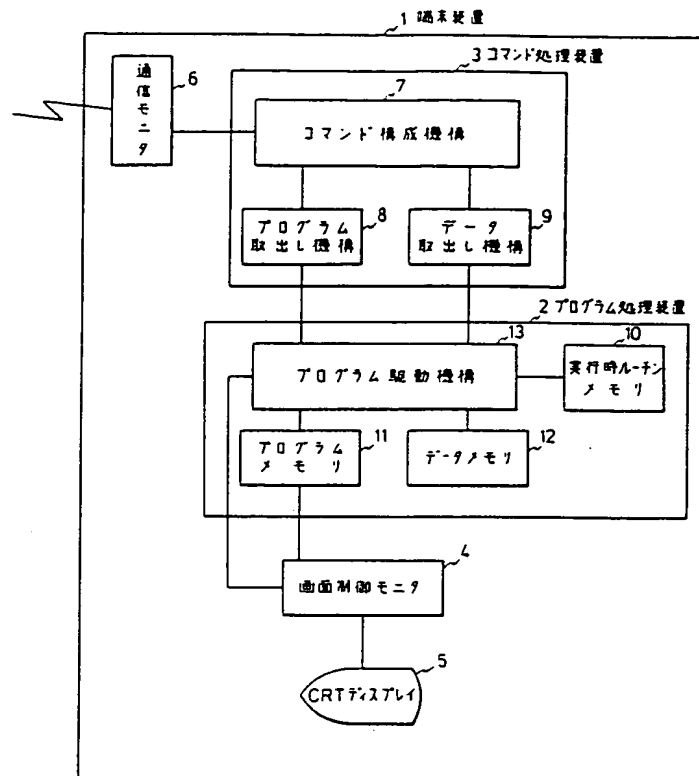 1 端末装置
3 コマンド処理装置
通信モニタ
6
7
コマンド構成機構
プログラム
取出し機構
8
データ
取出し機構
9
2 プログラム処理装置
13
プログラム駆動機構
10
実行時ルーチン
メモリ
プログラム
メモリ
11
データメモリ
12
4
画面制御モニタ
5
CRTディスプレイ